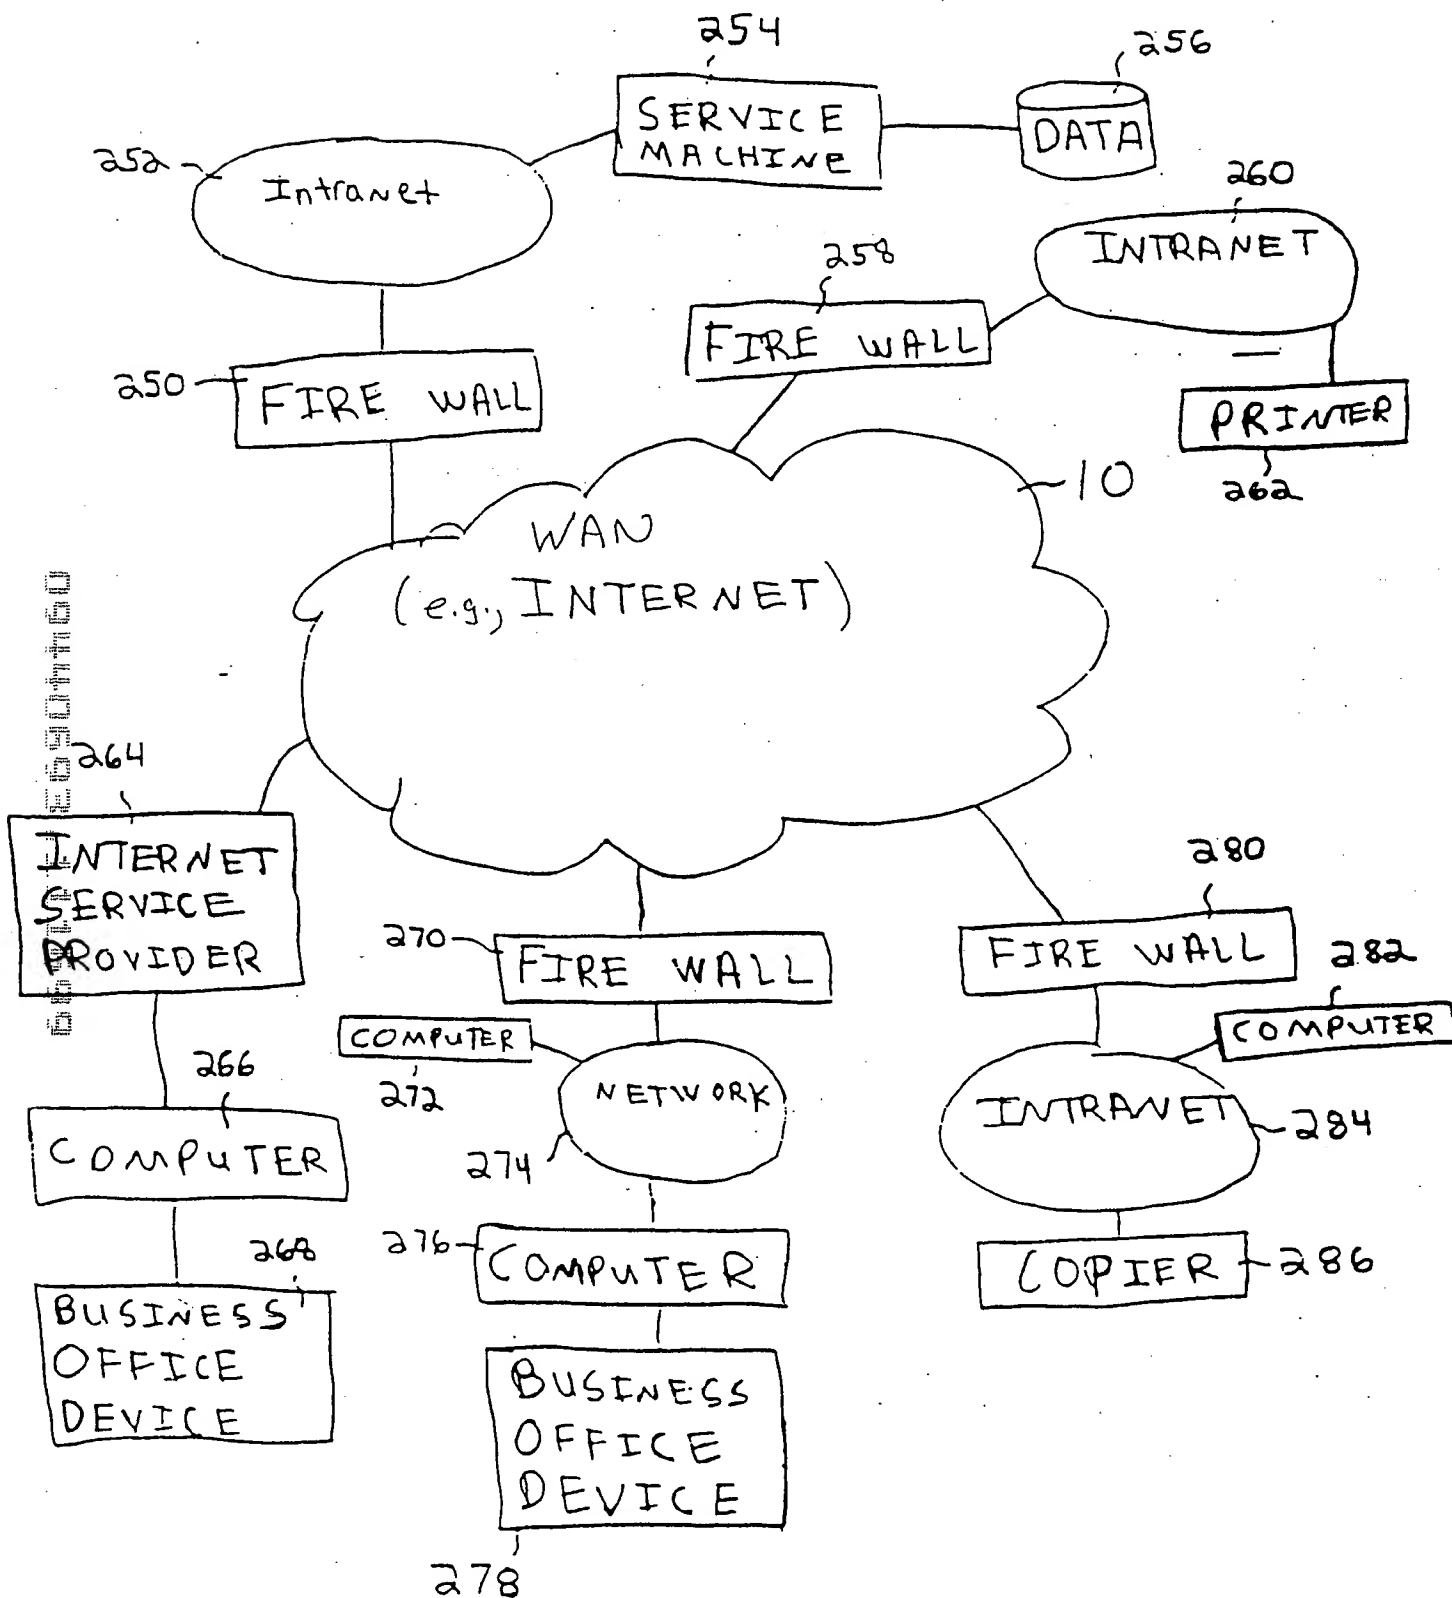 254
256
SERVICE
MACHINE
DATA
252
Intranet
260
INTRANET
258
FIRE WALL
250
FIRE WALL
PRINTER
262
10
WAN
(e.g., INTERNET)
264
INTERNET
SERVICE
PROVIDER
280
270
FIRE WALL
FIRE WALL
282
COMPUTER
COMPUTER
272
266
NETWORK
INTRANET
284
274
COMPUTER
276
COMPUTER
268
COPIER
286
BUSINESS
OFFICE
DEVICE
BUSINESS
OFFICE
DEVICE
278